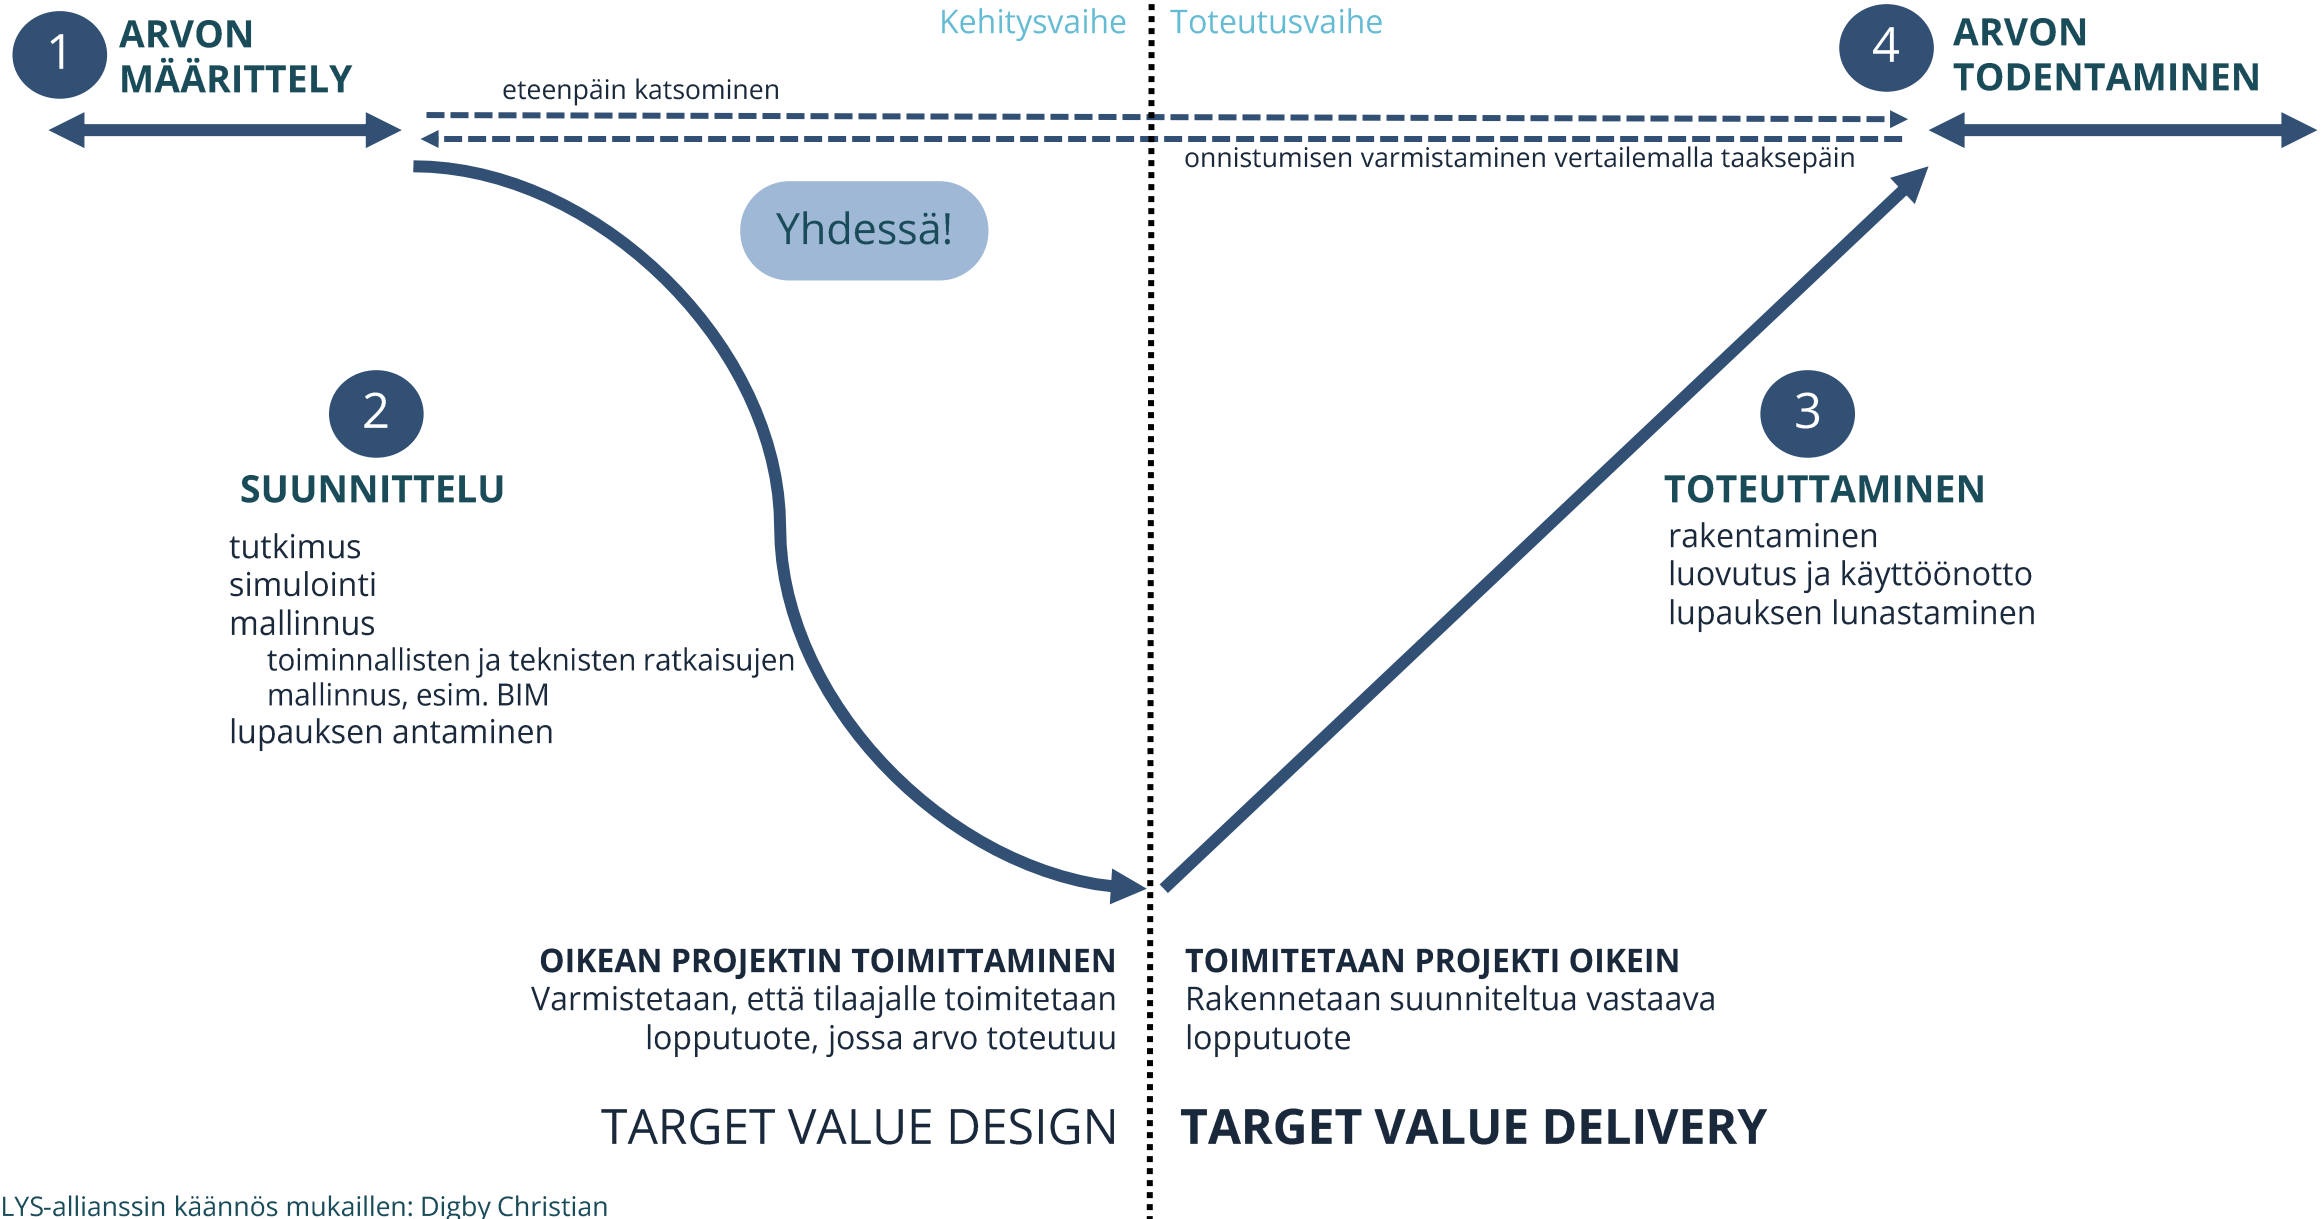 Kehitysvaihe
Toteutusvaihe
1
ARVON
MÄÄRITTELY
4
ARVON
TODENTAMINEN
eteenpäin katsominen
onnistumisen varmistaminen vertailemalla taaksepäin
Yhdessä!
2
SUUNNITTELU
tutkimus
simulointi
mallinnus
toiminnallisten ja teknisten ratkaisujen
mallinnus, esim. BIM
lupauksen antaminen
3
TOTEUTTAMINEN
rakentaminen
luovutus ja käyttöönotto
lupauksen lunastaminen
OIKEAN PROJEKTIN TOIMITTAMINEN
Varmistetaan, että tilaajalle toimitetaan
lopputuote, jossa arvo toteutuu
TOIMITETAAN PROJEKTI OIKEIN
Rakennetaan suunniteltua vastaava
lopputuote
TARGET VALUE DESIGN
TARGET VALUE DELIVERY
LYS-allianssin käännös mukaillen: Digby Christian